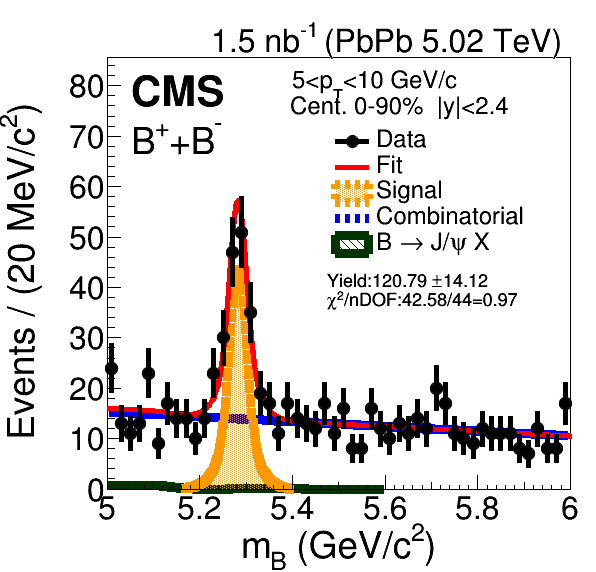 1.5 nb⁻¹ (PbPb 5.02 TeV)
CMS
B⁺+B⁻
5<p_T<10 GeV/c
Cent. 0-90% |y|<2.4
Data
Fit
Signal
Combinatorial
B → J/ψ X
Yield:120.79 ±14.12
χ²/nDOF:42.58/44=0.97
Events / (20 MeV/c²)
80
70
60
50
40
30
20
10
0
5 5.2 5.4 5.6 5.8 6
m_B (GeV/c²)